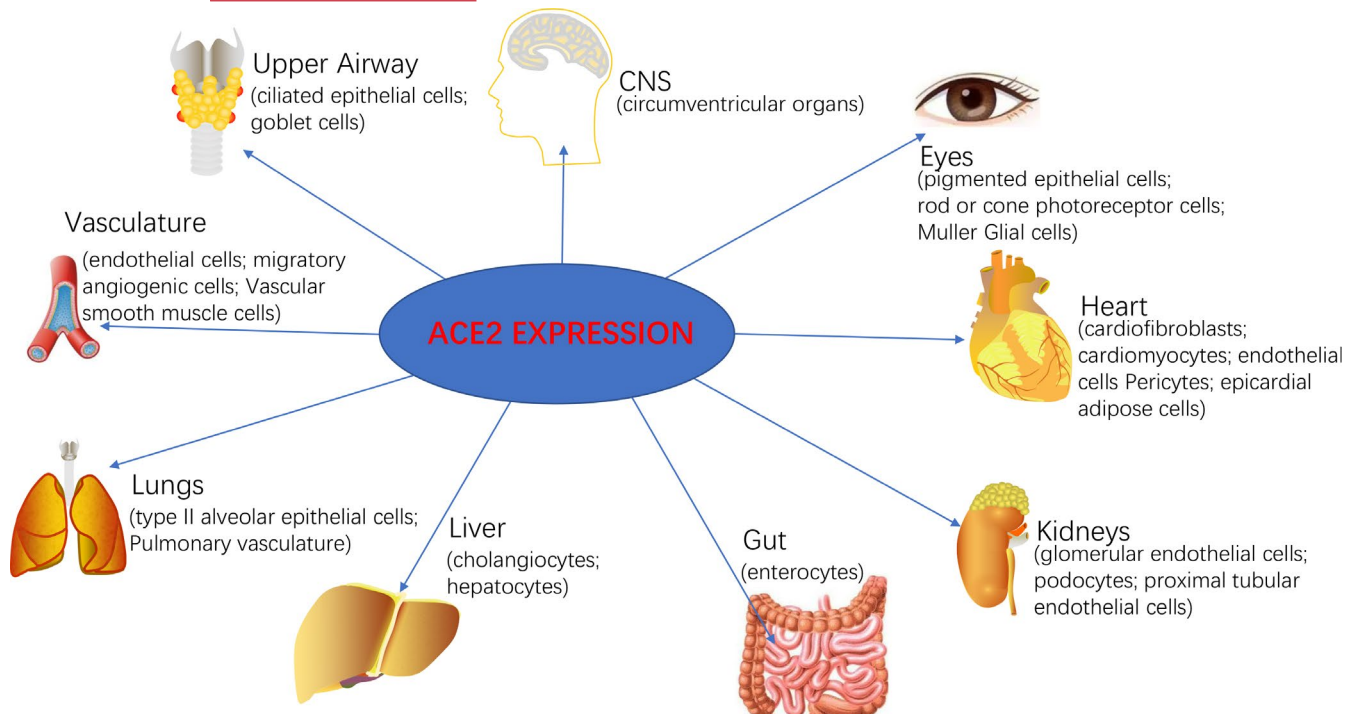 Upper Airway
(ciliated epithelial cells;
goblet cells)
CNS
(circumventricular organs)
Eyes
(pigmented epithelial cells;
rod or cone photoreceptor cells;
Muller Glial cells)
Vasculature
(endothelial cells; migratory
angiogenic cells; Vascular
smooth muscle cells)
ACE2 EXPRESSION
Heart
(cardiofibroblasts;
cardiomyocytes; endothelial
cells Pericytes; epicardial
adipose cells)
Lungs
(type II alveolar epithelial cells;
Pulmonary vasculature)
Liver
(cholangiocytes;
hepatocytes)
Gut
(enterocytes)
Kidneys
(glomerular endothelial cells;
podocytes; proximal tubular
endothelial cells)